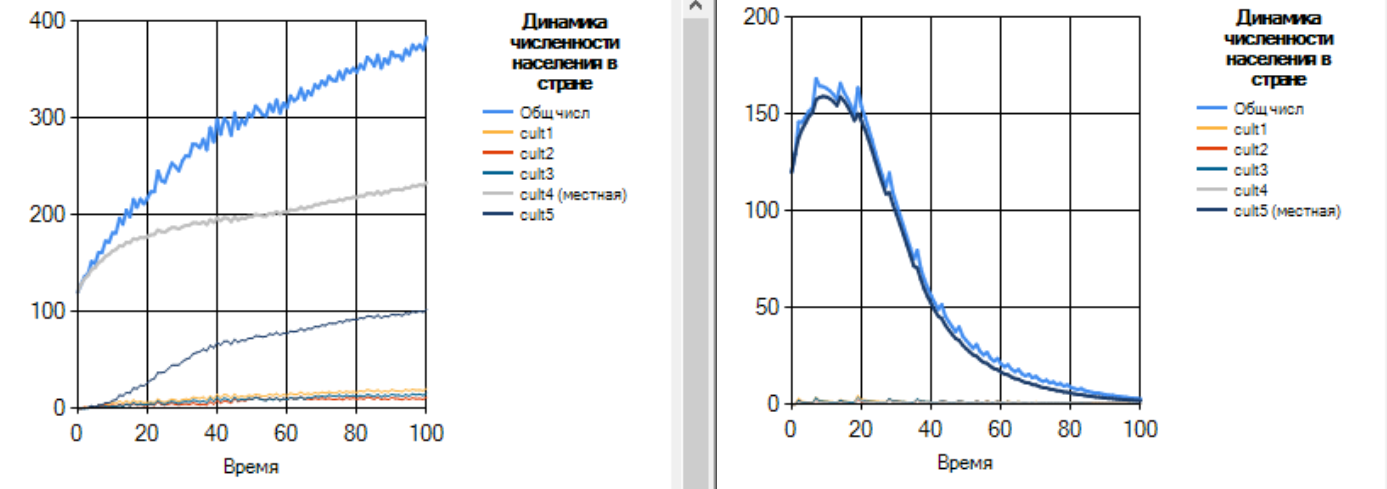 400
300
200
100
0
0 20 40 60 80 100
Время
Динамика
численности
населения в
стране
Общ числ
cult1
cult2
cult3
cult4 (местная)
cult5
200
150
100
50
0
0 20 40 60 80 100
Время
Динамика
численности
населения в
стране
Общ числ
cult1
cult2
cult3
cult4
cult5 (местная)